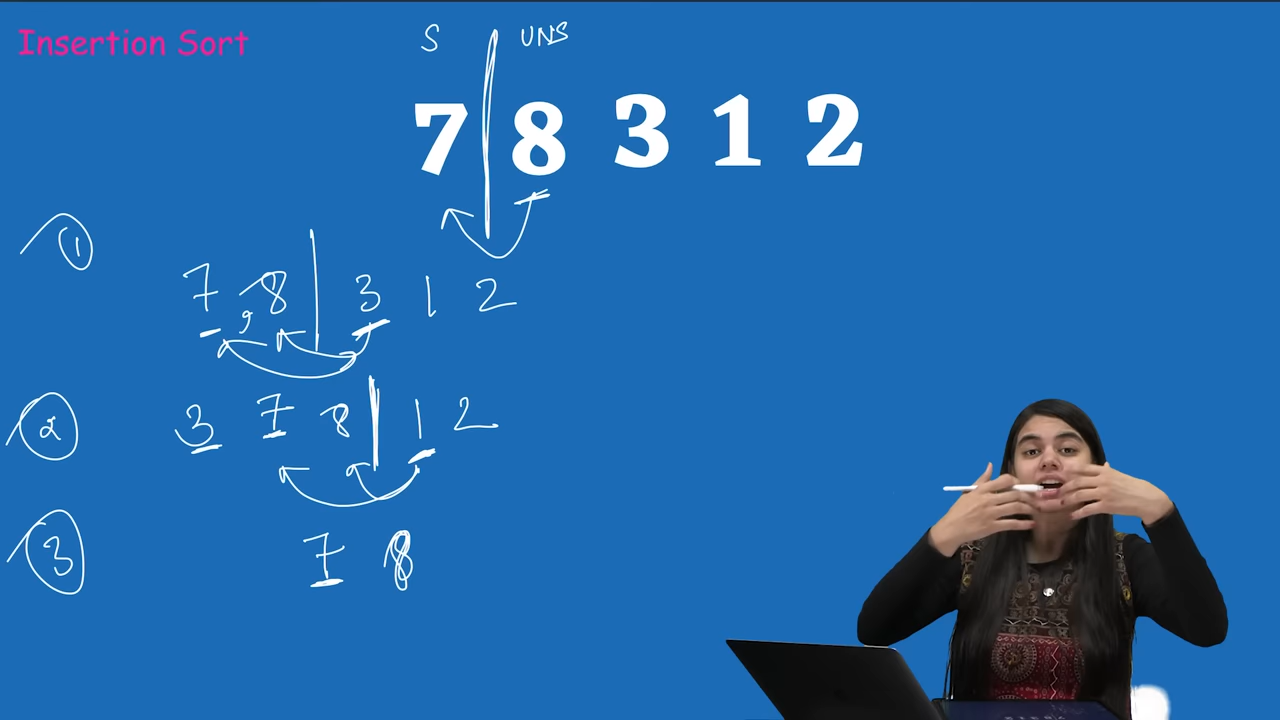 Insertion Sort
S UNS
7 8 3 1 2
1
7, 8 3 1 2
2 3 7 8 1 2
3 7 8